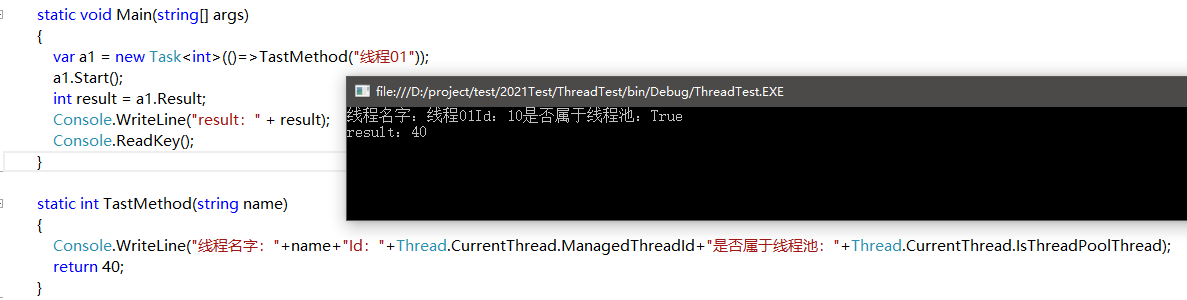 static void Main(string[] args)
{
var a1 = new Task<int>(()=>TastMethod("线程01"));
a1.Start();
int result = a1.Result;
Console.WriteLine("result：" + result);
Console.ReadKey();
}
file:///D:/project/test/2021Test/ThreadTest/bin/Debug/ThreadTest.EXE
线程名字：线程01Id：10是否属于线程池：True
result：40
static int TastMethod(string name)
{
Console.WriteLine("线程名字："+name+"Id："+Thread.CurrentThread.ManagedThreadId+"是否属于线程池："+Thread.CurrentThread.IsThreadPoolThread);
return 40;
}